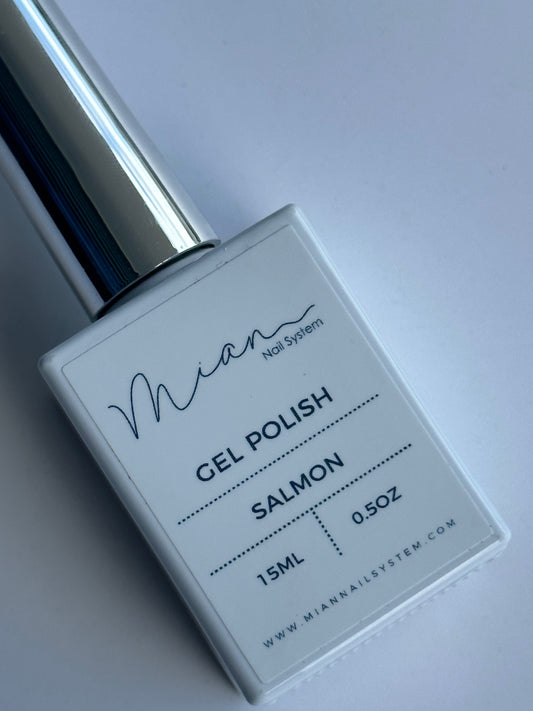 Mian
Nail System
GEL POLISH
SALMON
15ML
0.5OZ
WWW.MIANNAILSYSTEM.COM